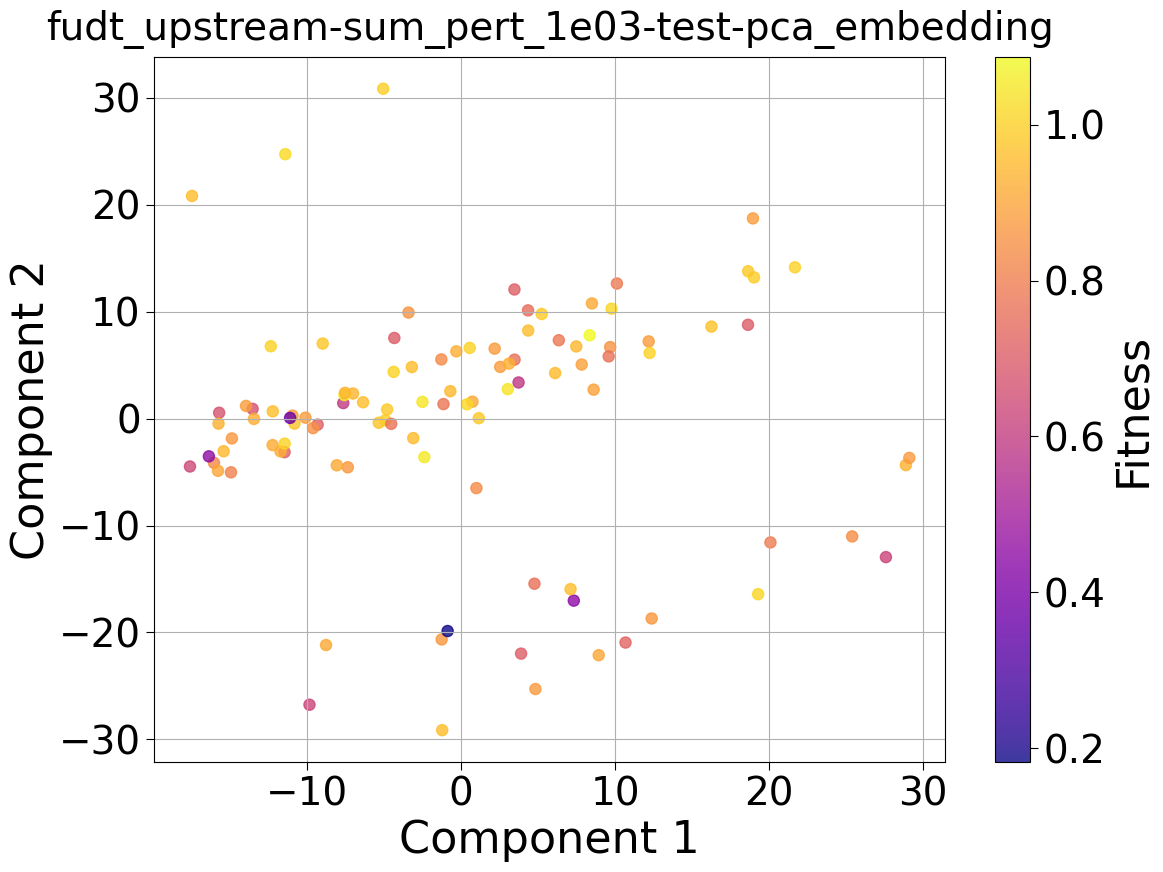 fudt_upstream-sum_pert_1e03-test-pca_embedding
30
20
10
0
−10
−20
−30
Component 2
−10 0 10 20 30
Component 1
1.0
0.8
0.6
0.4
0.2
Fitness